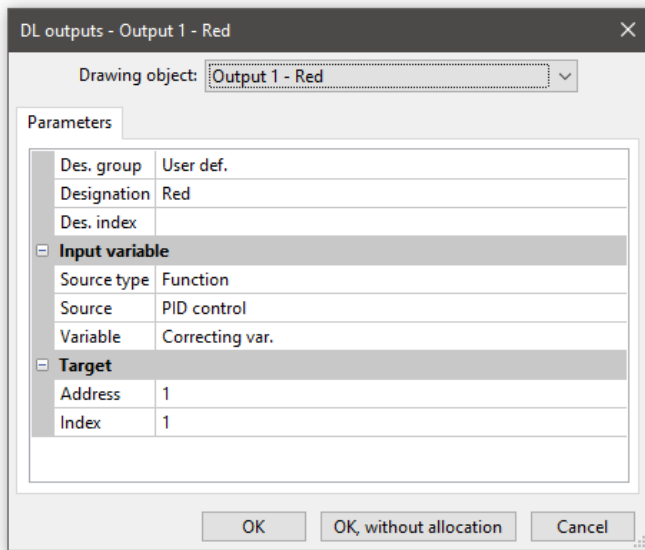 DL outputs - Output 1 - Red
Drawing object: Output 1 - Red
Parameters
Des. group User def.
Designation Red
Des. index
Input variable
Source type Function
Source PID control
Variable Correcting var.
Target
Address 1
Index 1
OK OK, without allocation Cancel